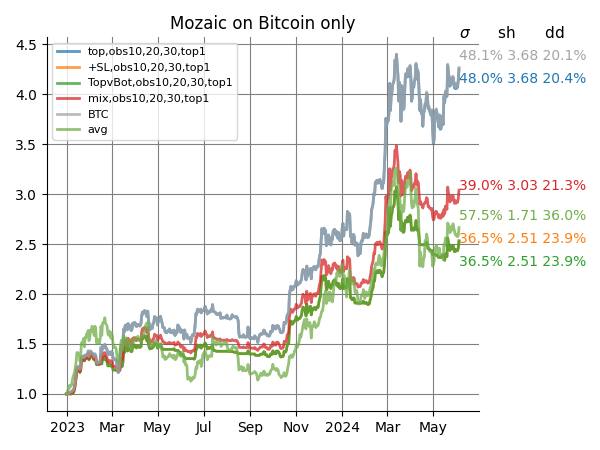 Mozaic on Bitcoin only
σ sh dd
top,obs10,20,30,top1
+SL,obs10,20,30,top1
TopvBot,obs10,20,30,top1
mix,obs10,20,30,top1
BTC
avg
48.1% 3.68 20.1%
48.0% 3.68 20.4%
39.0% 3.03 21.3%
57.5% 1.71 36.0%
36.5% 2.51 23.9%
36.5% 2.51 23.9%
4.5
4.0
3.5
3.0
2.5
2.0
1.5
1.0
2023 Mar May Jul Sep Nov 2024 Mar May